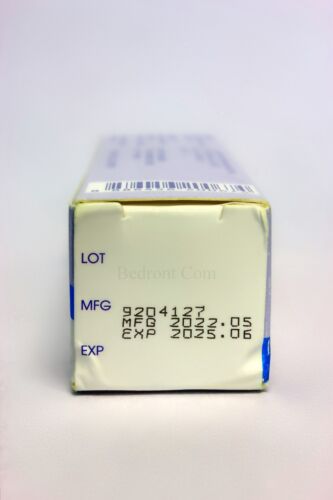 LOT
Bedront Com
MFG
9204127
MFG 2022.05
EXP 2025.06
EXP